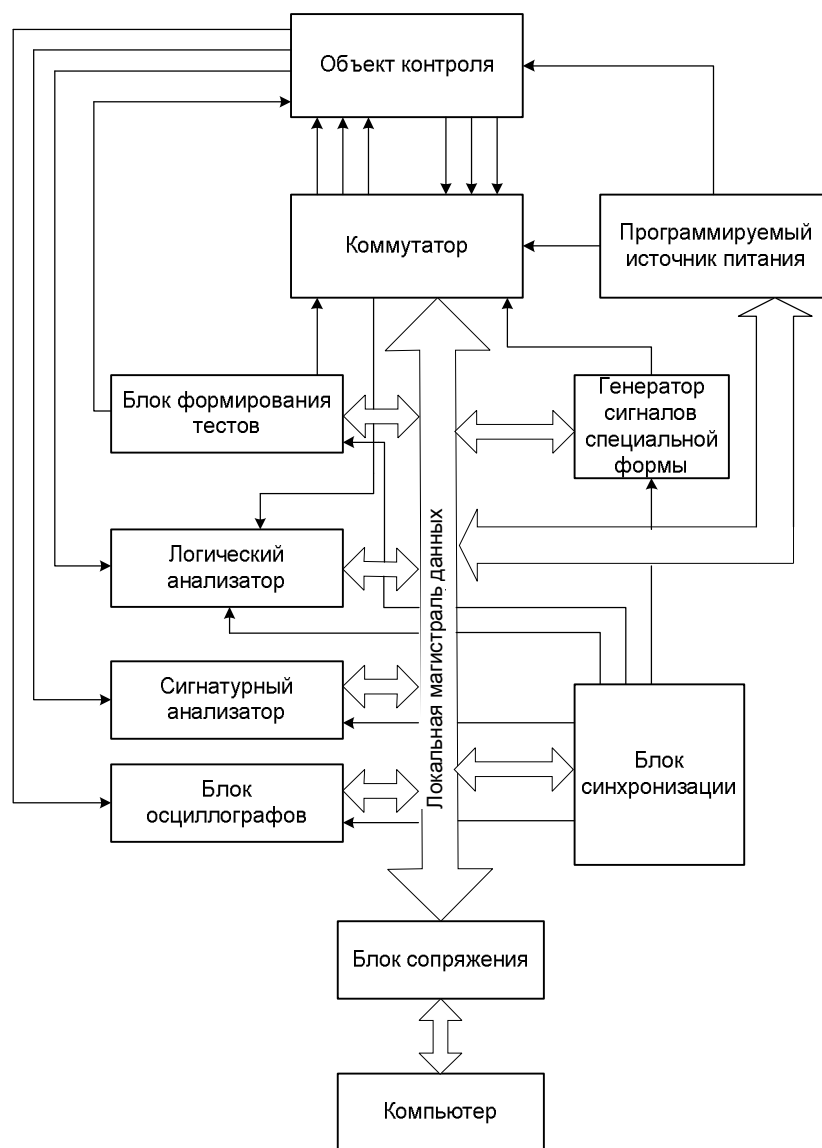 Объект контроля
Коммутатор
Программируемый
источник питания
Блок формирования
тестов
Генератор
сигналов
специальной
формы
Логический
анализатор
Локальная магистраль данных
Сигнатурный
анализатор
Блок
синхронизации
Блок
осциллографов
Блок сопряжения
Компьютер